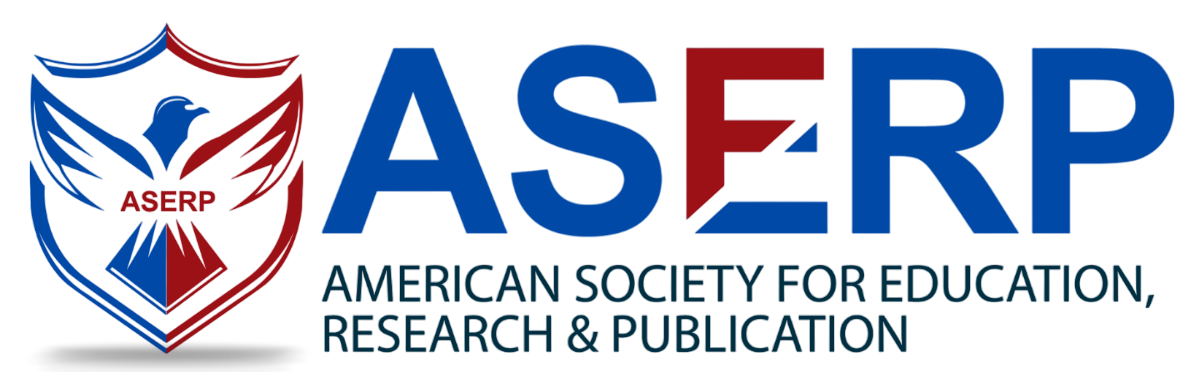 ASERP
ASERP
AMERICAN SOCIETY FOR EDUCATION,
RESEARCH & PUBLICATION